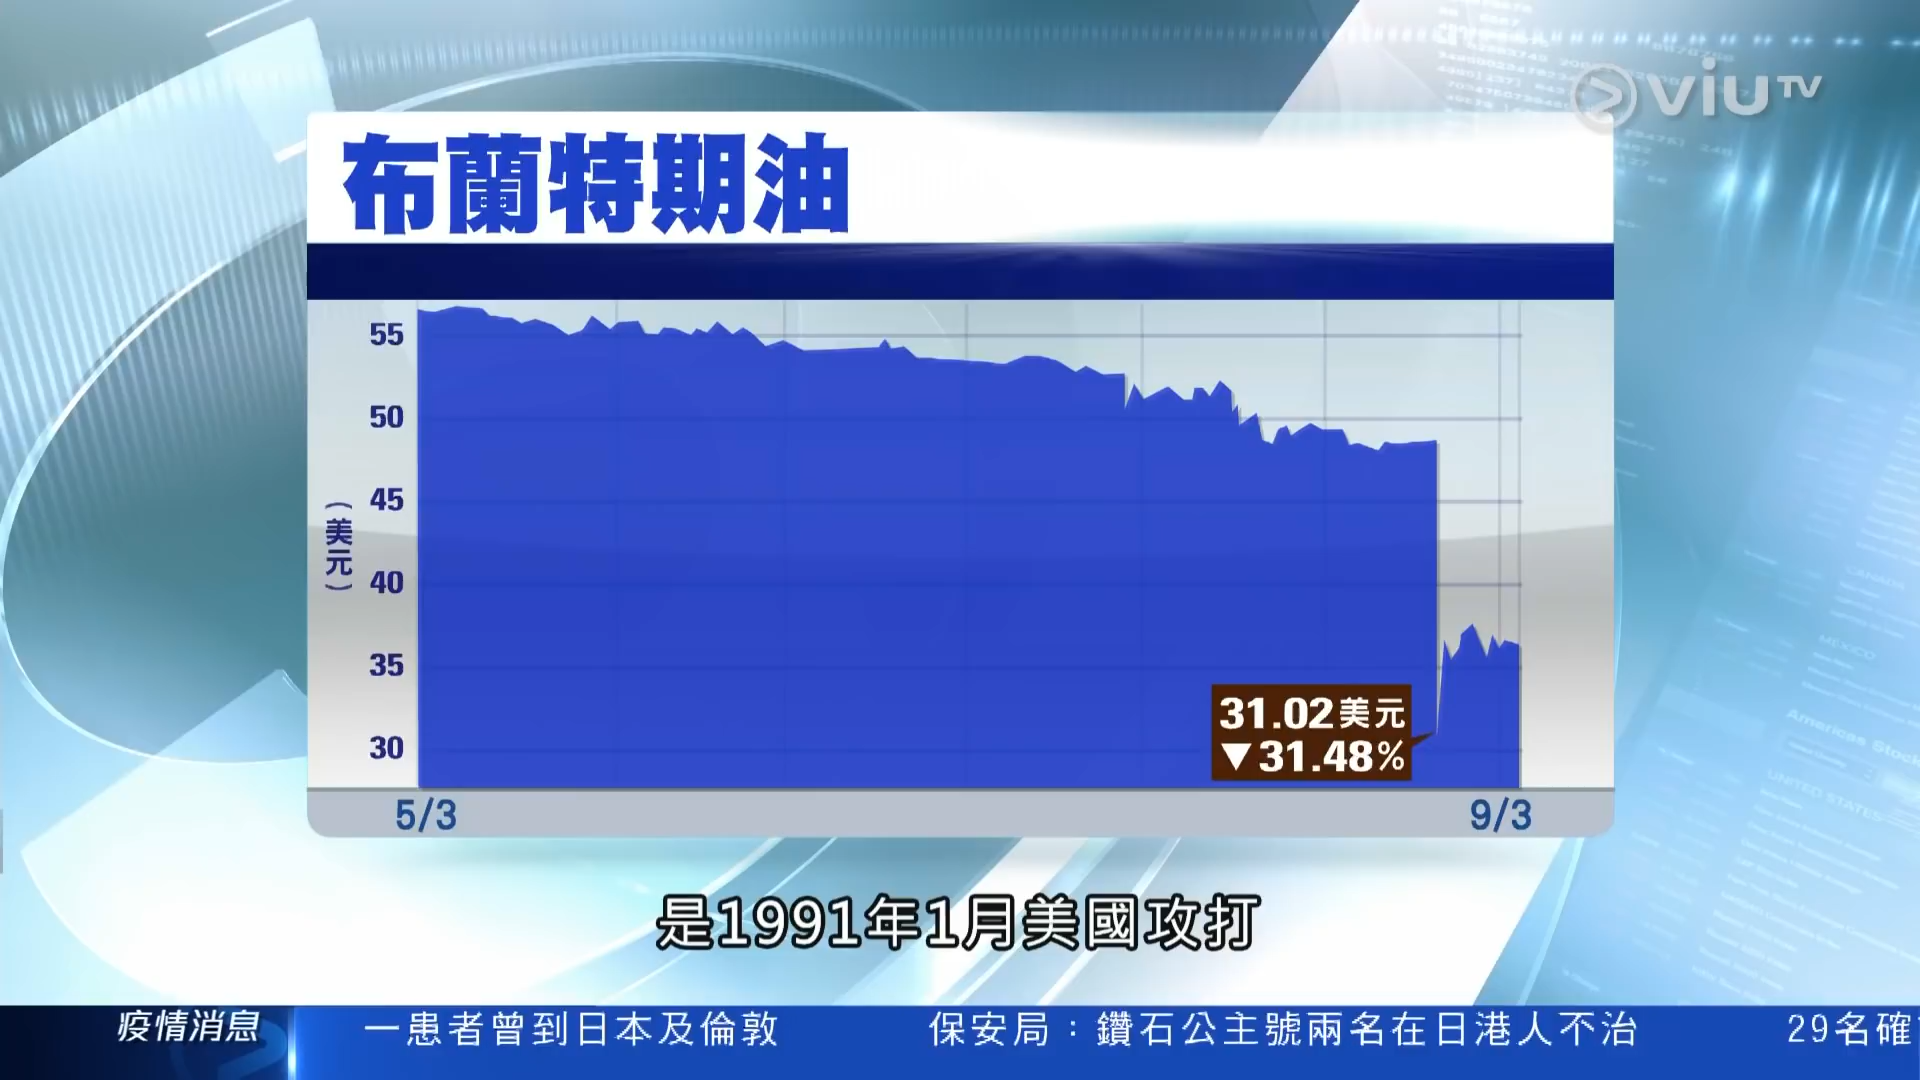 viuTV
布蘭特期油
55
50
45
40
35
30
（美元）
31.02美元
▼31.48%
5/3
9/3
是1991年1月美國攻打
疫情消息
一患者曾到日本及倫敦 保安局：鑽石公主號兩名在日港人不治 29名確